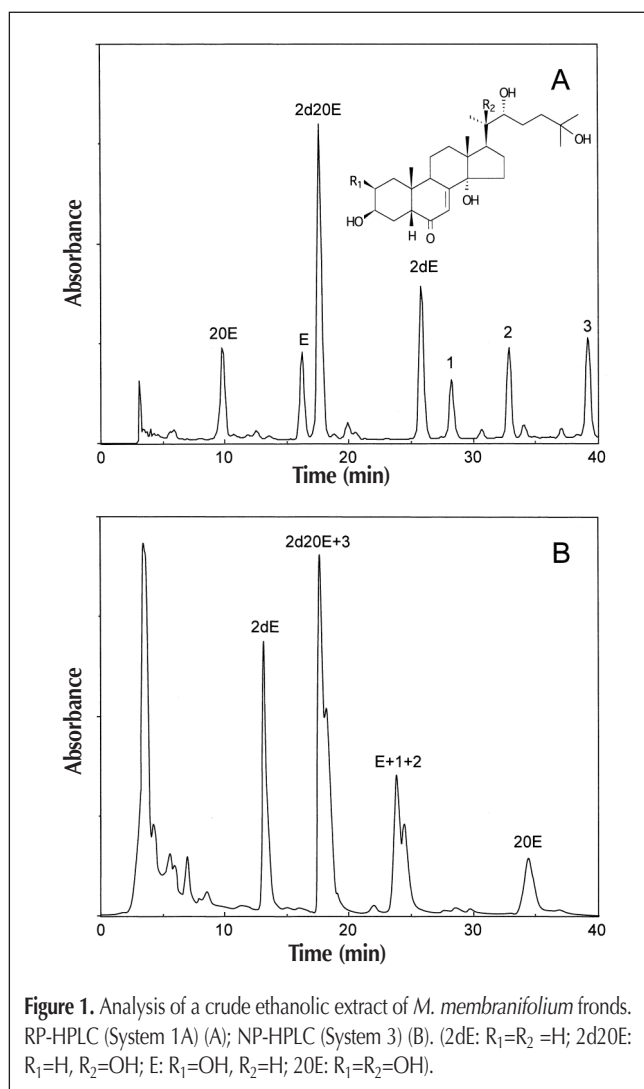 A
2d20E
R₂
OH
OH
R₁
OH
HO
H
O
2dE
20E
E
1
2
3
Absorbance
0
10
20
30
40
Time (min)
B
2d20E+3
2dE
E+1+2
20E
Absorbance
0
10
20
30
40
Time (min)
Figure 1. Analysis of a crude ethanolic extract of M. membranifolium fronds.
RP-HPLC (System 1A) (A); NP-HPLC (System 3) (B). (2dE: R₁=R₂ =H; 2d20E:
R₁=H, R₂=OH; E: R₁=OH, R₂=H; 20E: R₁=R₂=OH).